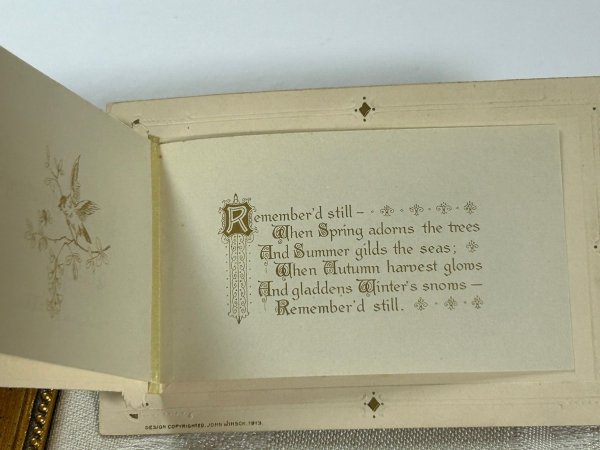 Remember'd still –
When Spring adorns the trees
And Summer gilds the seas;
When Autumn harvest glows
And gladdens Winter's snows –
Remember'd still.
DESIGN COPYRIGHTED, JOHN WINSCH, 1913.